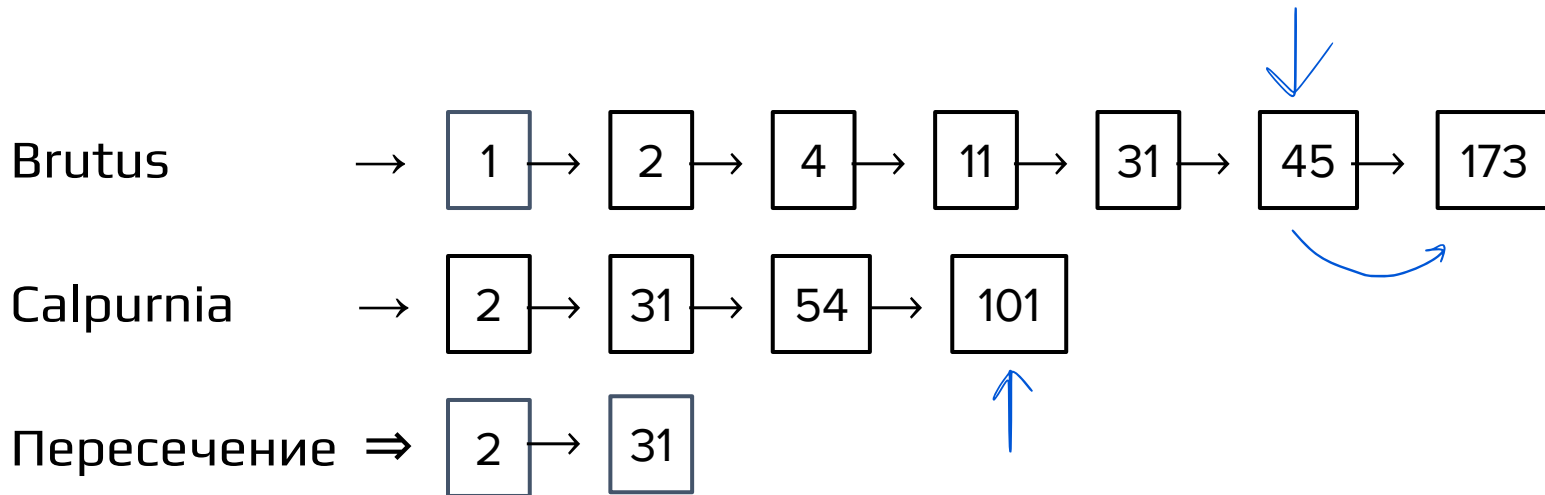 Brutus → 1 → 2 → 4 → 11 → 31 → 45 → 173
Calpurnia → 2 → 31 → 54 → 101
Пересечение ⇒ 2 → 31